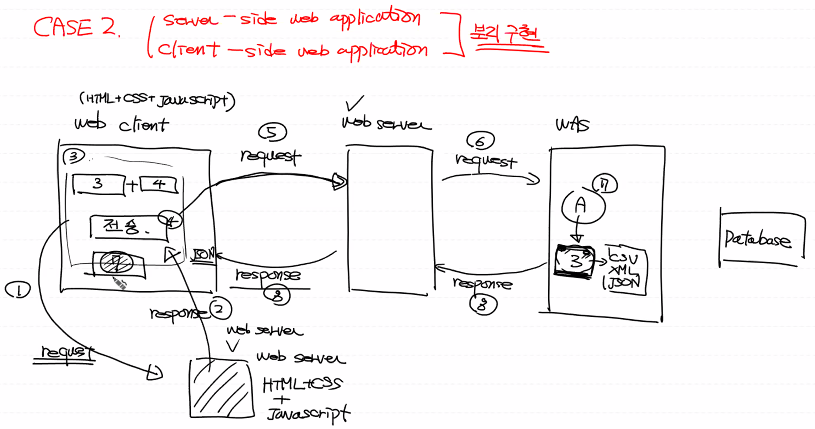 CASE 2.
server-side web application
client-side web application
분리 구현
(HTML+CSS+Javascript)
web client
③
3 + 4
전송.
④
⑤
request
web server
⑥
request
WAS
A
⑦
"3"
CSV
XML
JSON
Database
JSON
response
⑧
response
⑧
①
request
response ②
web server
web server
HTML+CSS
+
Javascript